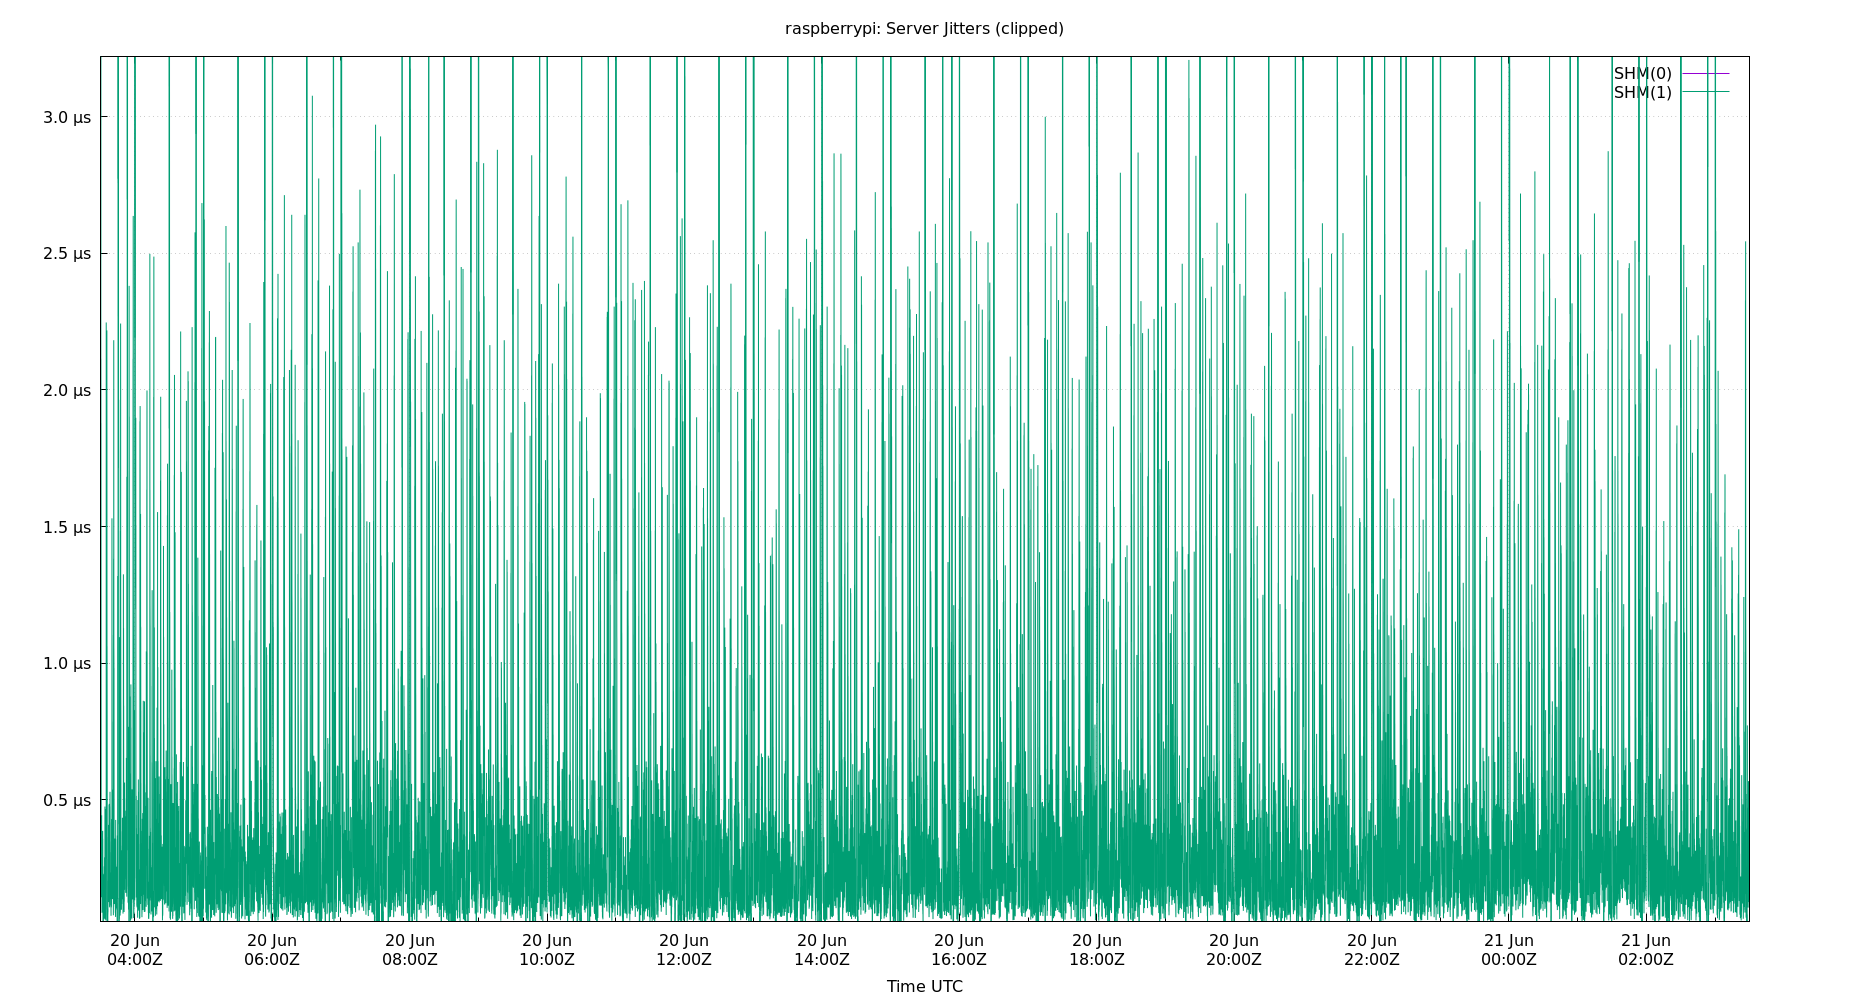 raspberrypi: Server Jitters (clipped)
SHM(0)
SHM(1)
3.0 µs
2.5 µs
2.0 µs
1.5 µs
1.0 µs
0.5 µs
20 Jun 20 Jun 20 Jun 20 Jun 20 Jun 20 Jun 20 Jun 20 Jun 20 Jun 20 Jun 21 Jun 21 Jun
04:00Z 06:00Z 08:00Z 10:00Z 12:00Z 14:00Z 16:00Z 18:00Z 20:00Z 22:00Z 00:00Z 02:00Z
Time UTC